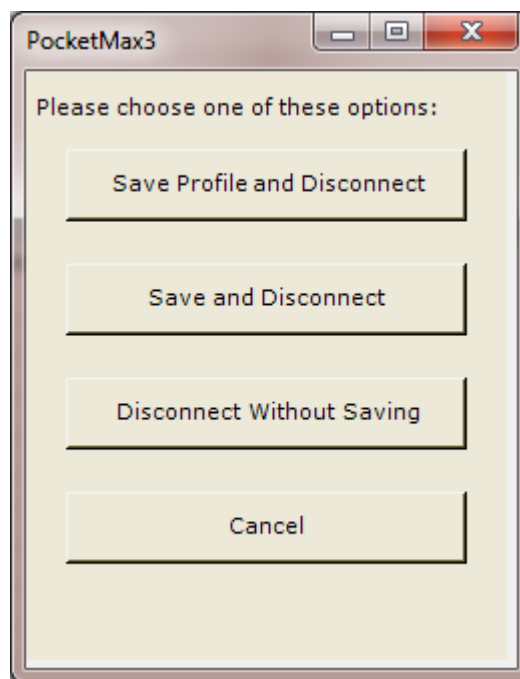 PocketMax3
Please choose one of these options:
Save Profile and Disconnect
Save and Disconnect
Disconnect Without Saving
Cancel